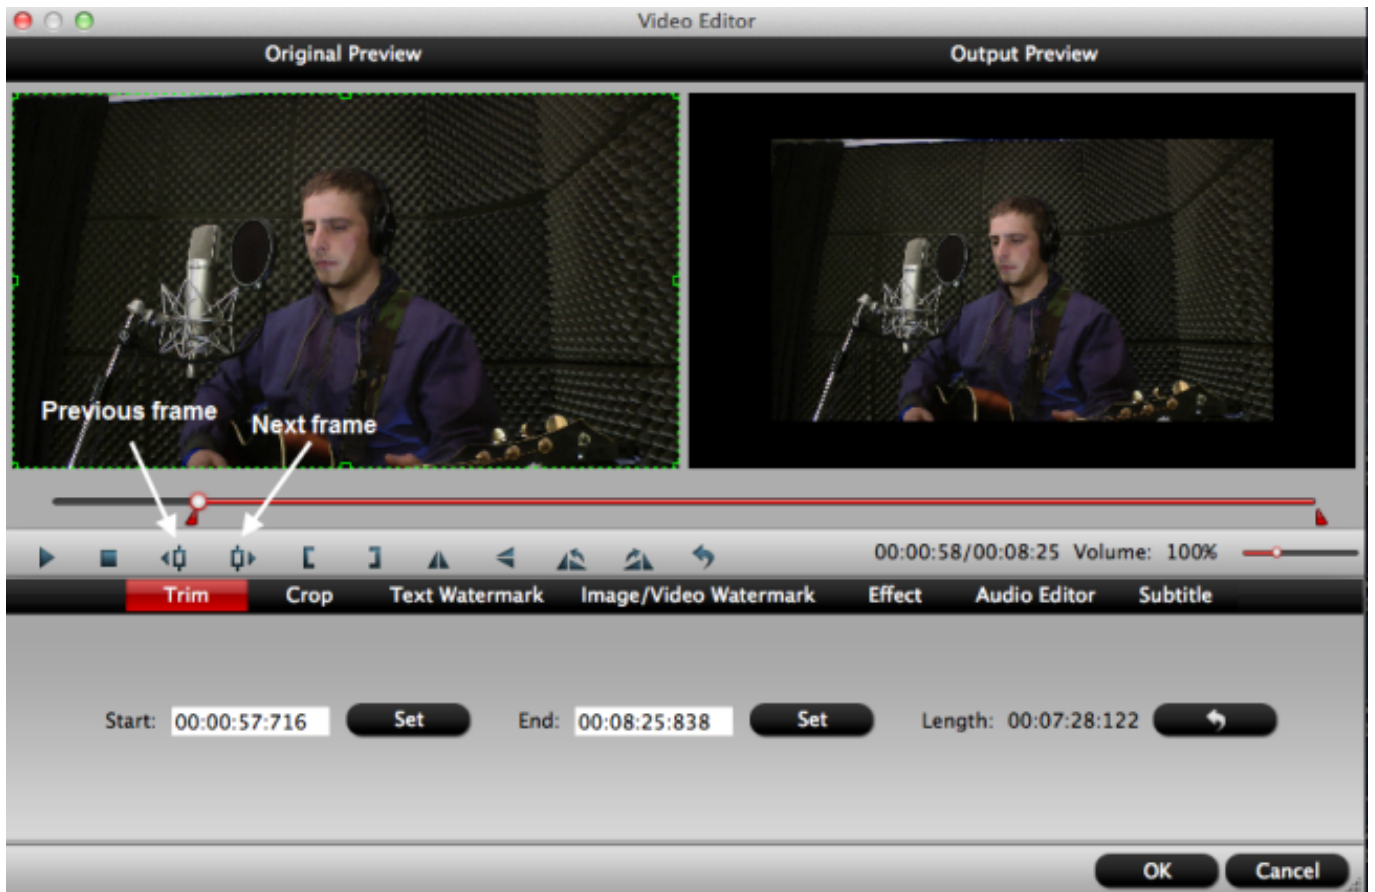 Video Editor
Original Preview
Output Preview
Previous frame
Next frame
00:00:58/00:08:25 Volume: 100%
Trim Crop Text Watermark Image/Video Watermark Effect Audio Editor Subtitle
Start: 00:00:57:716 Set End: 00:08:25:838 Set Length: 00:07:28:122
OK Cancel